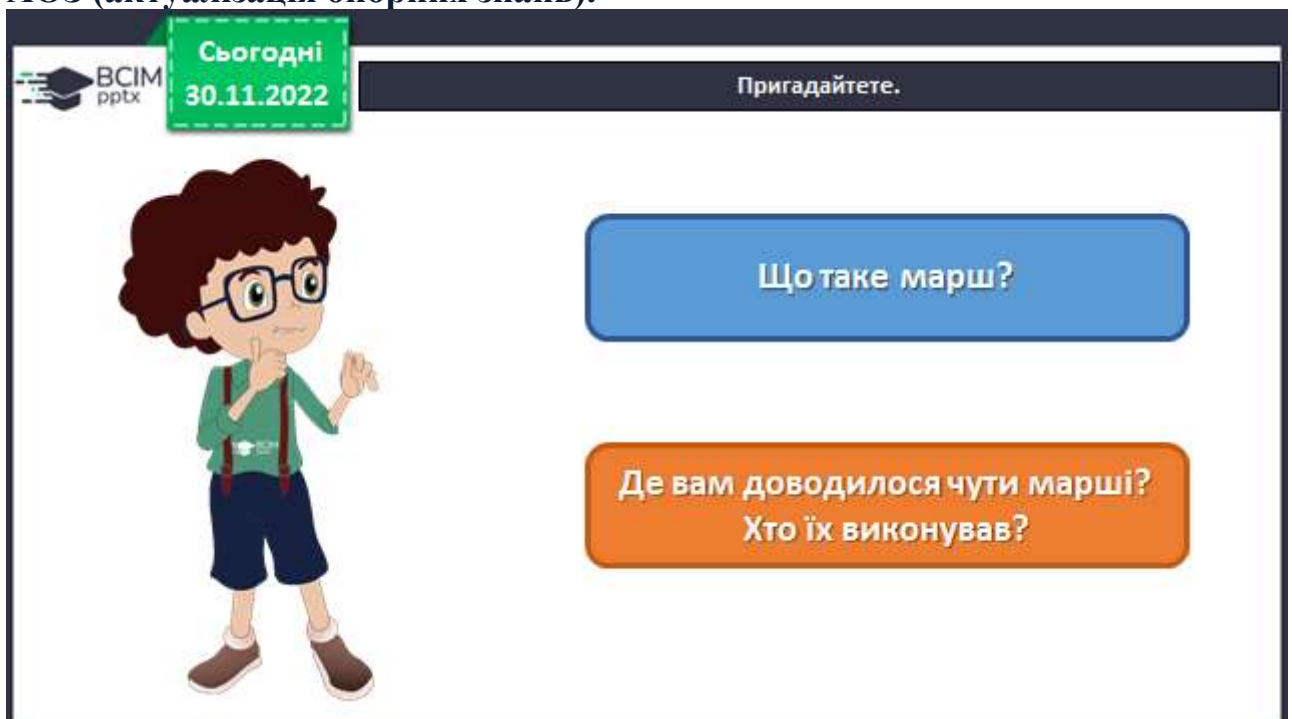 Сьогодні
30.11.2022
ВСІМ
pptx
Пригадайтете.
Що таке марш?
Де вам доводилося чути марші?
Хто їх виконував?